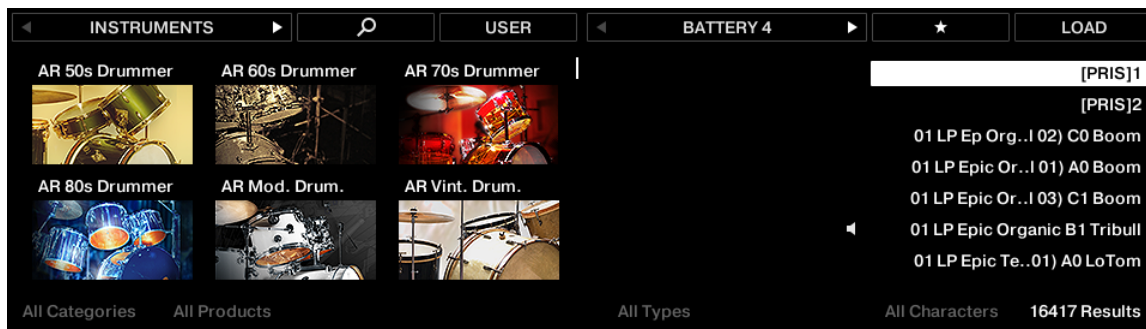 INSTRUMENTS
USER
BATTERY 4
LOAD
AR 50s Drummer
AR 60s Drummer
AR 70s Drummer
AR 80s Drummer
AR Mod. Drum.
AR Vint. Drum.
[PRIS]1
[PRIS]2
01 LP Ep Org..l 02) C0 Boom
01 LP Epic Or..l 01) A0 Boom
01 LP Epic Or..l 03) C1 Boom
01 LP Epic Organic B1 Tribull
01 LP Epic Te..01) A0 LoTom
All Categories
All Products
All Types
All Characters
16417 Results